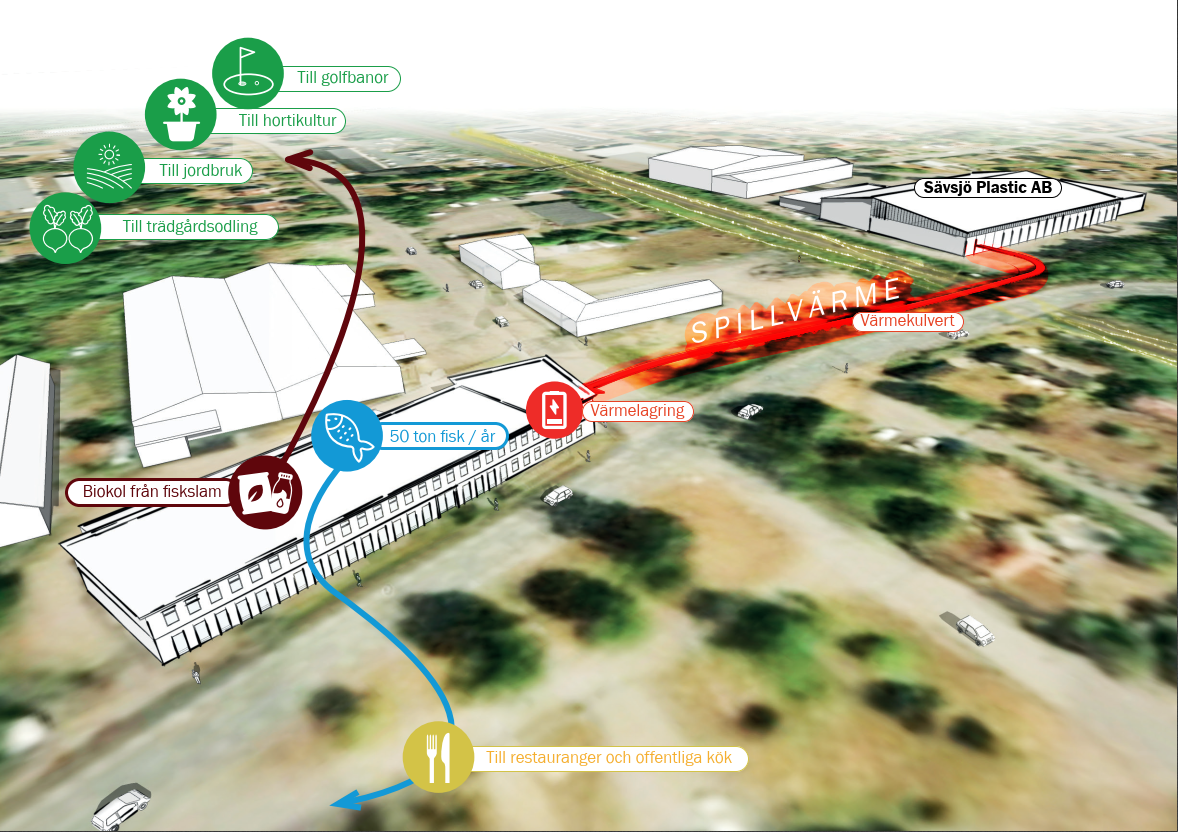 Till golfbanor
Till hortikultur
Till jordbruk
Till trädgårdsodling
Sävsjö Plastic AB
SPILLVÄRME
Värmekulvert
Värmelagring
50 ton fisk / år
Biokol från fiskslam
Till restauranger och offentliga kök